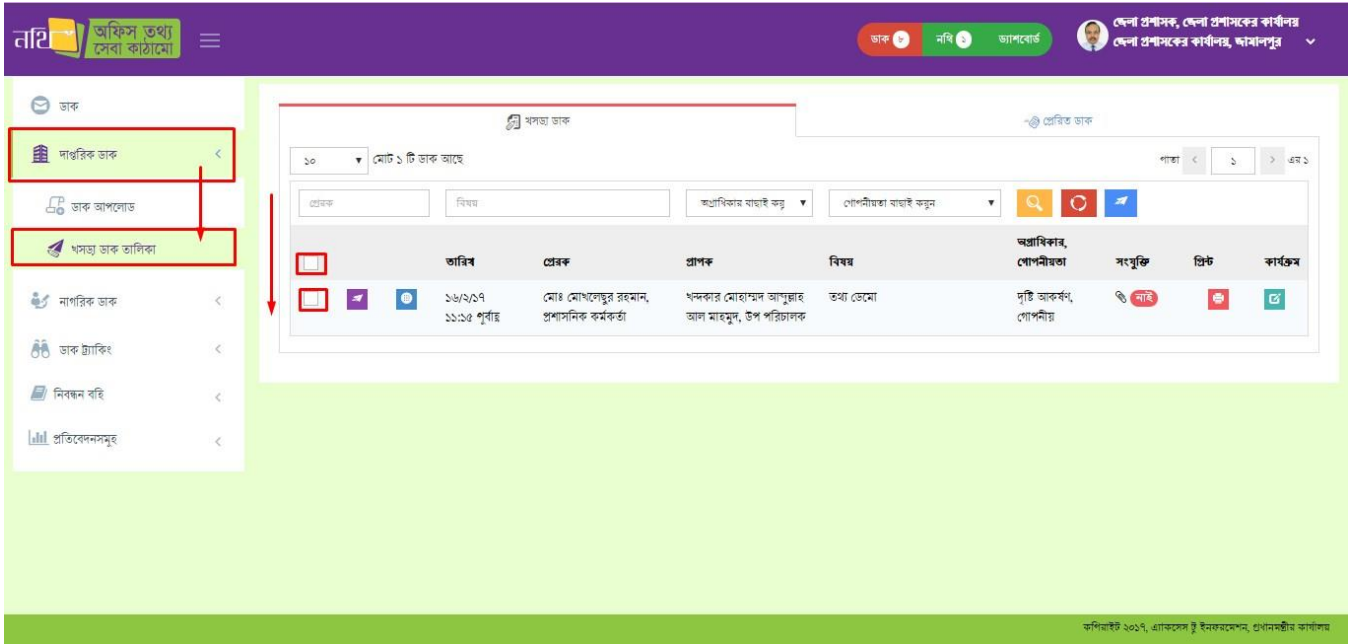 নথি অফিস তথ্য
সেবা কাঠামো
ডাক ৮ নথি ১ ড্যাশবোর্ড
জেলা প্রশাসক, জেলা প্রশাসকের কার্যালয়
জেলা প্রশাসকের কার্যালয়, জামালপুর
ডাক
দাপ্তরিক ডাক
ডাক আপলোড
খসড়া ডাক তালিকা
নাগরিক ডাক
ডাক ট্র্যাকিং
নিবন্ধন বহি
প্রতিবেদনসমূহ
খসড়া ডাক প্রেরিত ডাক
১০ মোট ১ টি ডাক আছে পাতা ১ এর ১
প্রেরক বিষয় অগ্রাধিকার বাছাই করু গোপনীয়তা বাছাই করুন
তারিখ প্রেরক প্রাপক বিষয় অগ্রাধিকার, গোপনীয়তা সংযুক্তি প্রিন্ট কার্যক্রম
১৬/২/১৭ মোঃ মোখলেছুর রহমান, খন্দকার মোহাম্মদ আব্দুল্লাহ তথ্য ডেমো দৃষ্টি আকর্ষণ, নাই
১১:১৫ পূর্বাহ্ণ প্রশাসনিক কর্মকর্তা আল মাহমুদ, উপ পরিচালক গোপনীয়
কপিরাইট ২০১৭, এ্যাকসেস টু ইনফরমেশন, প্রধানমন্ত্রীর কার্যালয়